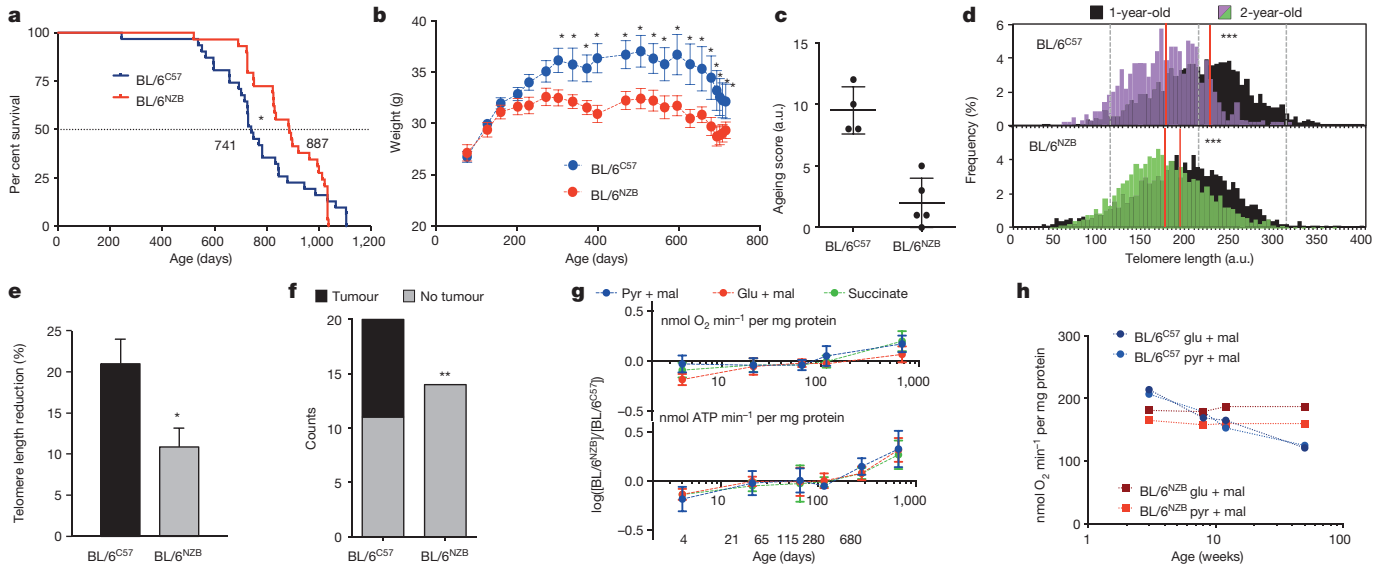 a
100
75
50
25
0
Per cent survival
BL/6C57
BL/6NZB
*
741
887
0 200 400 600 800 1,000 1,200
Age (days)
b
40
35
30
25
20
Weight (g)
* * * * * * * * * * * * * * *
BL/6C57
BL/6NZB
0 200 400 600 800
Age (days)
c
15
10
5
0
Ageing score (a.u.)
BL/6C57 BL/6NZB
d
1-year-old 2-year-old
BL/6C57
***
6
4
2
0
BL/6NZB
***
6
4
2
0
Frequency (%)
0 50 100 150 200 250 300 350 400
Telomere length (a.u.)
e
25
20
15
10
5
0
Telomere length reduction (%)
*
BL/6C57 BL/6NZB
f
Tumour No tumour
20
15
10
5
0
Counts
**
BL/6C57 BL/6NZB
g
Pyr + mal Glu + mal Succinate
0.5
nmol O2 min−1 per mg protein
0.0
10 100 1,000
−0.5
nmol ATP min−1 per mg protein
0.5
0.0
10 100 1,000
−0.5
log([BL/6NZB]/[BL/6C57])
4 21 65 115 280 680
Age (days)
h
300
200
100
0
nmol O2 min−1 per mg protein
BL/6C57 glu + mal
BL/6C57 pyr + mal
BL/6NZB glu + mal
BL/6NZB pyr + mal
1 10 100
Age (weeks)